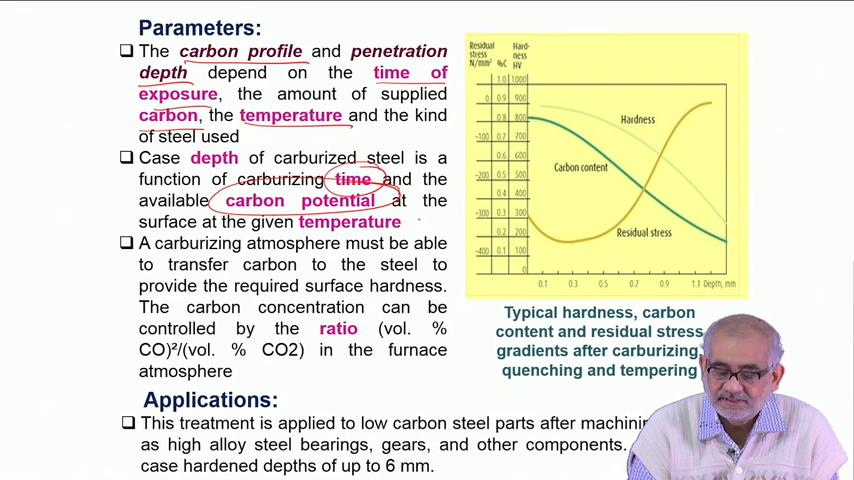 Parameters:
❑ The carbon profile and penetration
depth depend on the time of
exposure, the amount of supplied
carbon, the temperature and the kind
of steel used
❑ Case depth of carburized steel is a
function of carburizing time and the
available carbon potential at the
surface at the given temperature
❑ A carburizing atmosphere must be able
to transfer carbon to the steel to
provide the required surface hardness.
The carbon concentration can be
controlled by the ratio (vol. %
CO)²/(vol. % CO2) in the furnace
atmosphere
Residual
stress
N/mm²
%C
Hard-
ness
HV
1.0 1000
0 0.9 900
0.8 800
-100 0.7 700
0.6 600
-200 0.5 500
0.4 400
-300 0.3 300
0.2 200
-400 0.1 100
0
Hardness
Carbon content
Residual stress
0.1 0.3 0.5 0.7 0.9 1.1 Depth, mm
Typical hardness, carbon
content and residual stress
gradients after carburizing,
quenching and tempering
Applications:
❑ This treatment is applied to low carbon steel parts after
as high alloy steel bearings, gears, and other components.
case hardened depths of up to 6 mm.